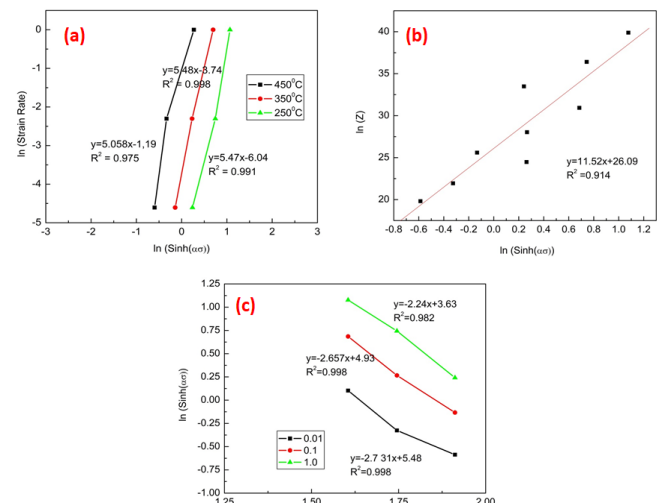 (a)
0
-1
-2
-3
-4
-5
-3
-2
-1
0
1
2
3
ln (Strain Rate)
ln (Sinh(ασ))
y=5.48x-3.74
R² = 0.998
y=5.058x-1,19
R² = 0.975
y=5.47x-6.04
R² = 0.991
450⁰C
350⁰C
250⁰C
(b)
40
35
30
25
20
-0.8
-0.6
-0.4
-0.2
0.0
0.2
0.4
0.6
0.8
1.0
1.2
ln (Z)
ln (Sinh(ασ))
y=11.52x+26.09
R² =0.914
(c)
1.25
1.00
0.75
0.50
0.25
0.00
-0.25
-0.50
-0.75
-1.00
1.25
1.50
1.75
2.00
ln (Sinh(ασ))
y=-2.24x+3.63
R²=0.982
y=-2.657x+4.93
R²=0.998
y=-2.7 31x+5.48
R²=0.998
0.01
0.1
1.0